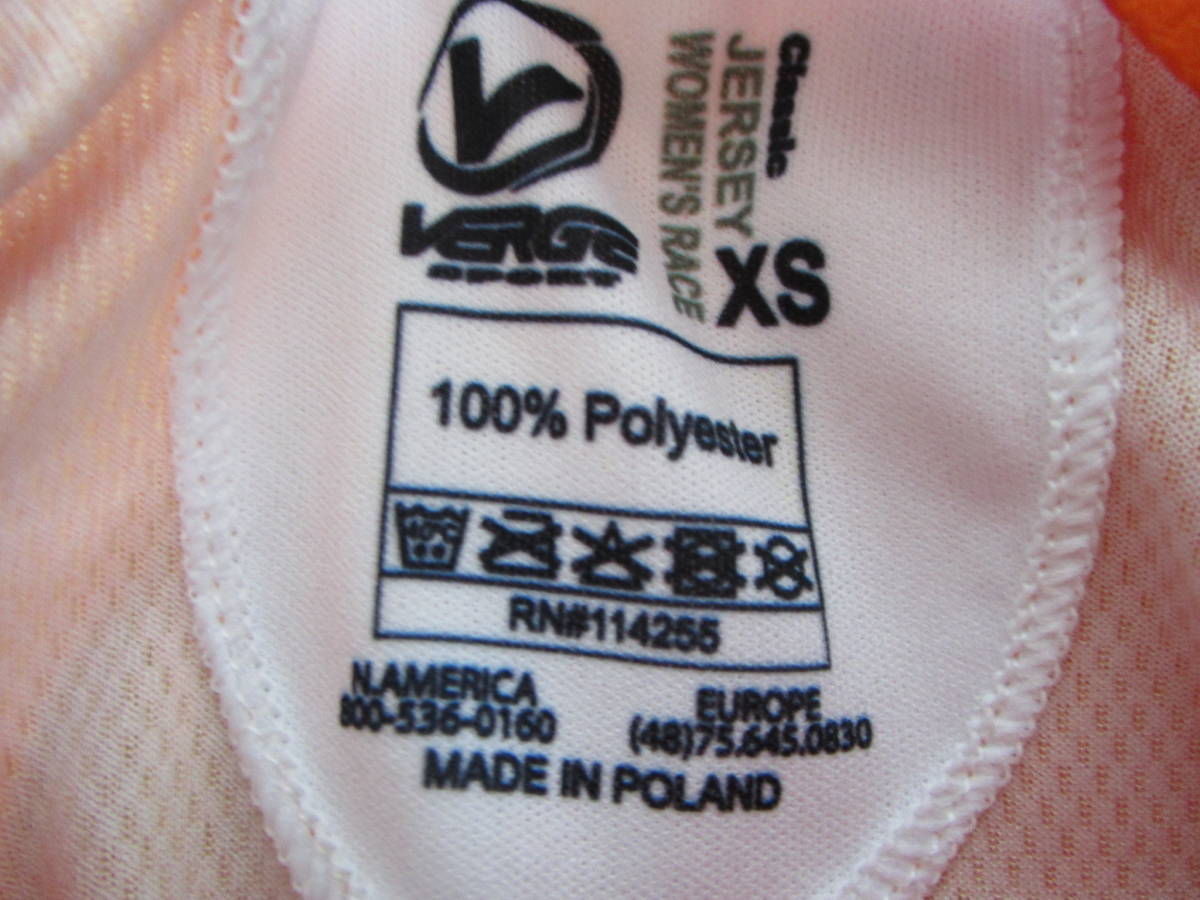 VERGE
SPORT
Classic
JERSEY
WOMEN'S RACE
XS
100% Polyester
RN#114255
N.AMERICA
800-536-0160
EUROPE
(48)75.645.0830
MADE IN POLAND